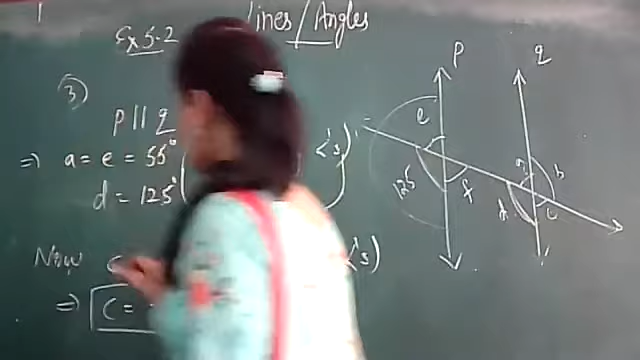 Lines/Angles
Ex 5.2
3)
p || q
⇒ a = e = 55°
<'s)
d = 125° (
Now c
<'s)
⇒ c =
p
q
e
125
f
a
b
d
c